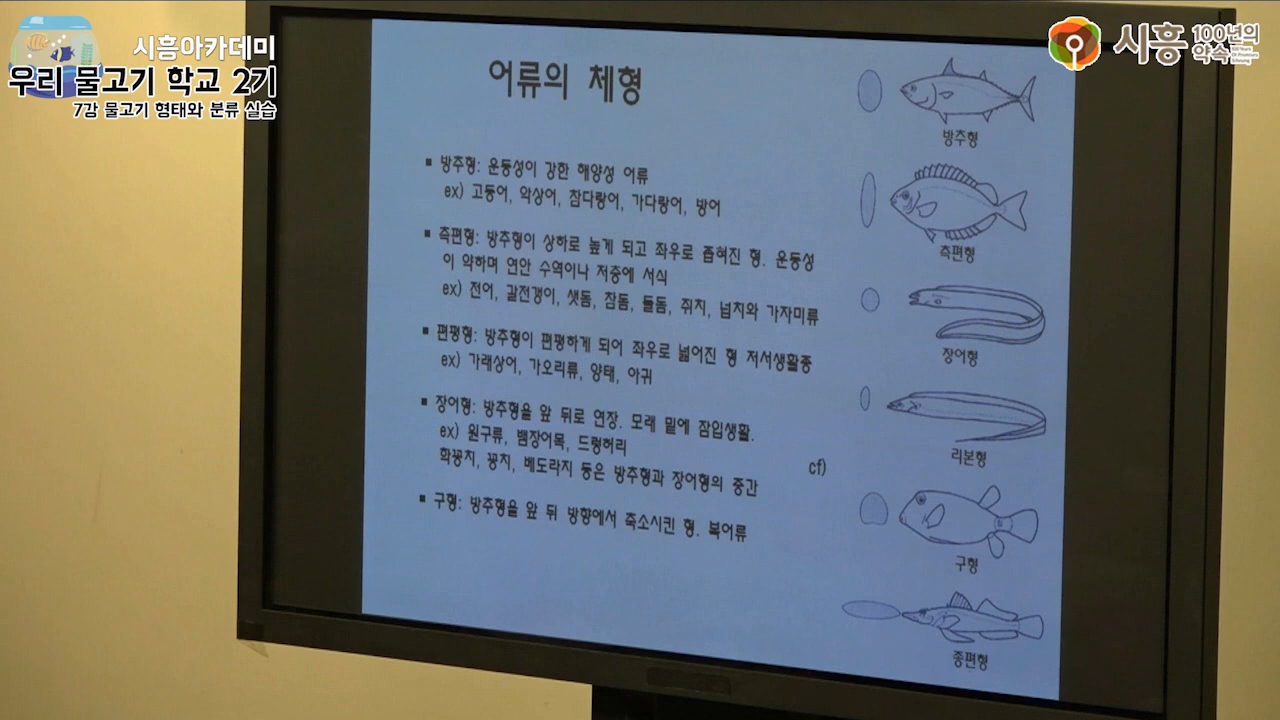 시흥아카데미
우리 물고기 학교 2기
7강 물고기 형태와 분류 실습
시흥 100년의 약속
어류의 체형
▪ 방추형: 운동성이 강한 해양성 어류
ex) 고등어, 악상어, 참다랑어, 가다랑어, 방어
▪ 측편형: 방추형이 상하로 높게 되고 좌우로 좁혀진 형. 운동성
이 약하며 연안 수역이나 저층에 서식
ex) 전어, 갈전갱이, 샛돔, 참돔, 돌돔, 쥐치, 넙치와 가자미류
▪ 편평형: 방추형이 편평하게 되어 좌우로 넓어진 형 저서생활종
ex) 가래상어, 가오리류, 양태, 아귀
▪ 장어형: 방추형을 앞 뒤로 연장. 모래 밑에 잠입생활.
ex) 원구류, 뱀장어목, 드렁허리
cf)
학꽁치, 꽁치, 베도라지 등은 방추형과 장어형의 중간
▪ 구형: 방추형을 앞 뒤 방향에서 축소시킨 형. 복어류
방추형
측편형
장어형
리본형
구형
종편형